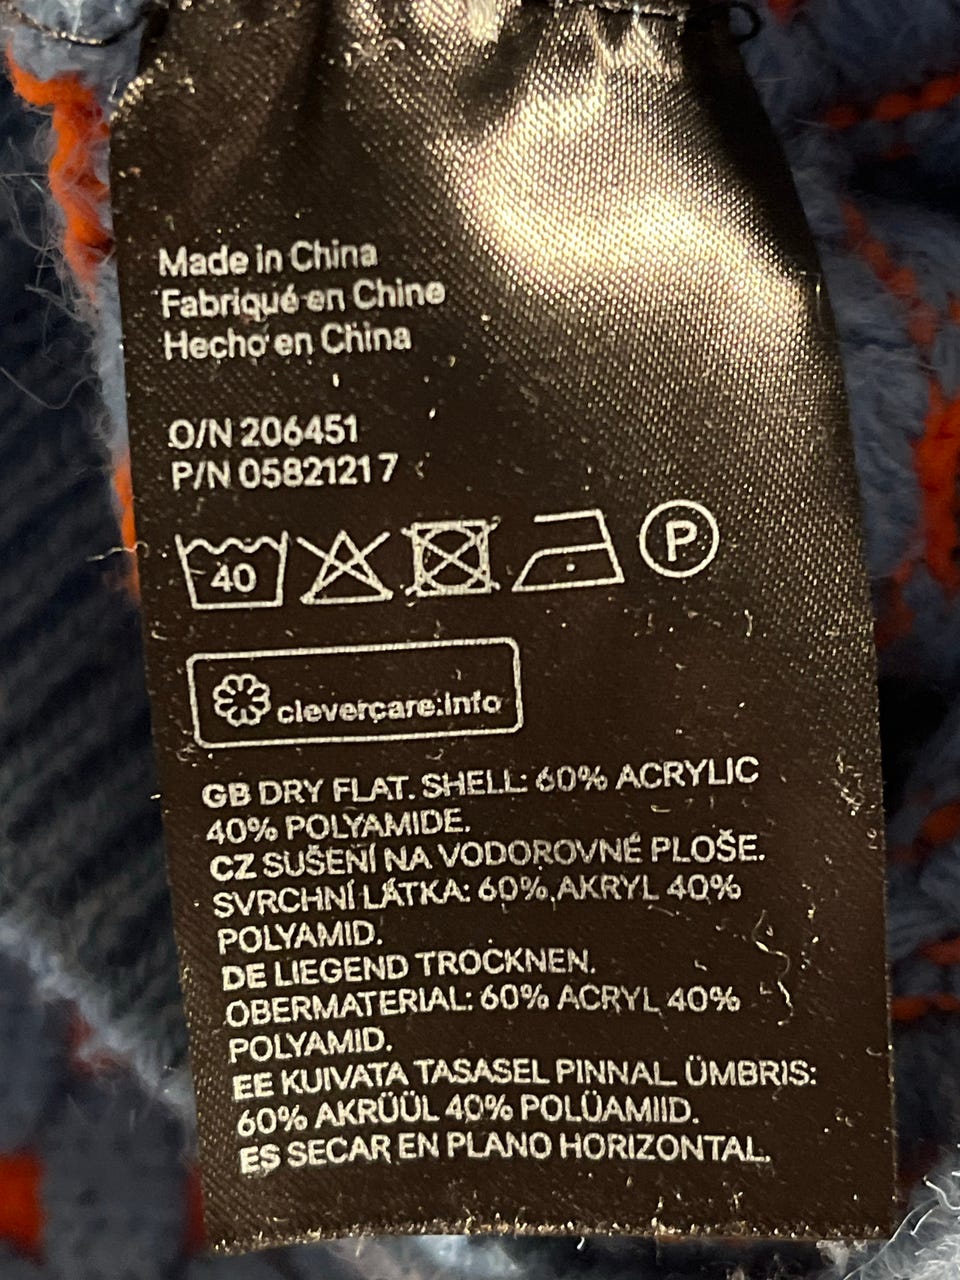 Made in China
Fabriqué en Chine
Hecho en China
O/N 206451
P/N 05821217
40 P
clevercare.info
GB DRY FLAT. SHELL: 60% ACRYLIC
40% POLYAMIDE.
CZ SUŠENÍ NA VODOROVNÉ PLOŠE.
SVRCHNÍ LÁTKA: 60% AKRYL 40%
POLYAMID.
DE LIEGEND TROCKNEN.
OBERMATERIAL: 60% ACRYL 40%
POLYAMID.
EE KUIVATA TASASEL PINNAL ÜMBRIS:
60% AKRÜÜL 40% POLÜAMIID.
ES SECAR EN PLANO HORIZONTAL.